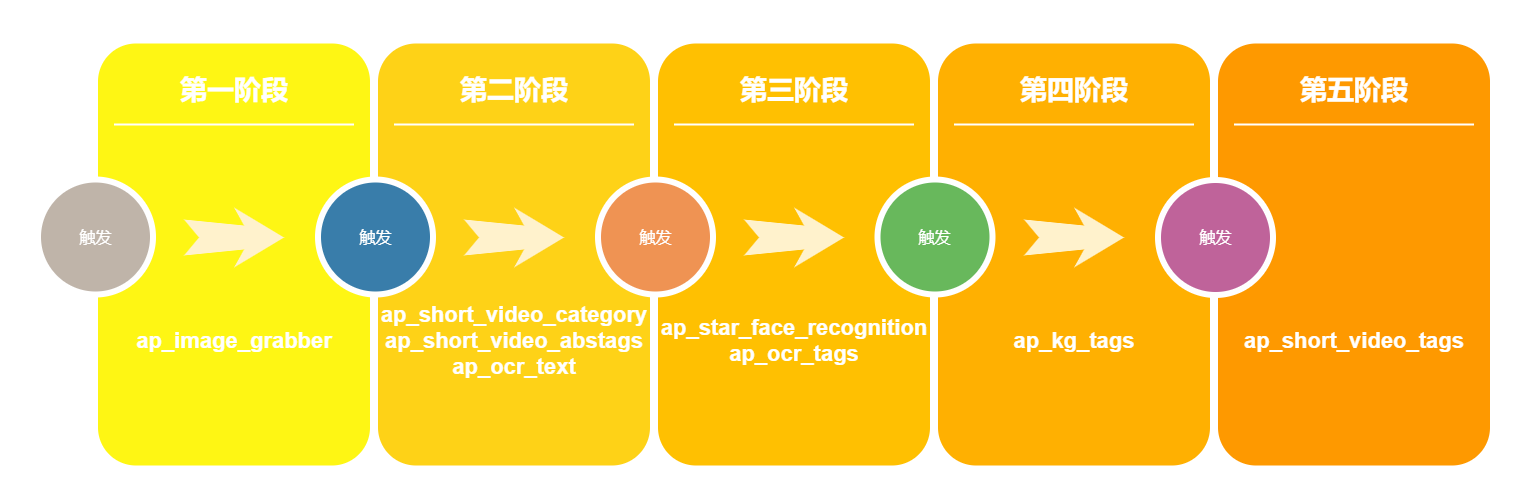 第一阶段
第二阶段
第三阶段
第四阶段
第五阶段
触发
触发
触发
触发
触发
ap_image_grabber
ap_short_video_category
ap_short_video_abstags
ap_ocr_text
ap_star_face_recognition
ap_ocr_tags
ap_kg_tags
ap_short_video_tags